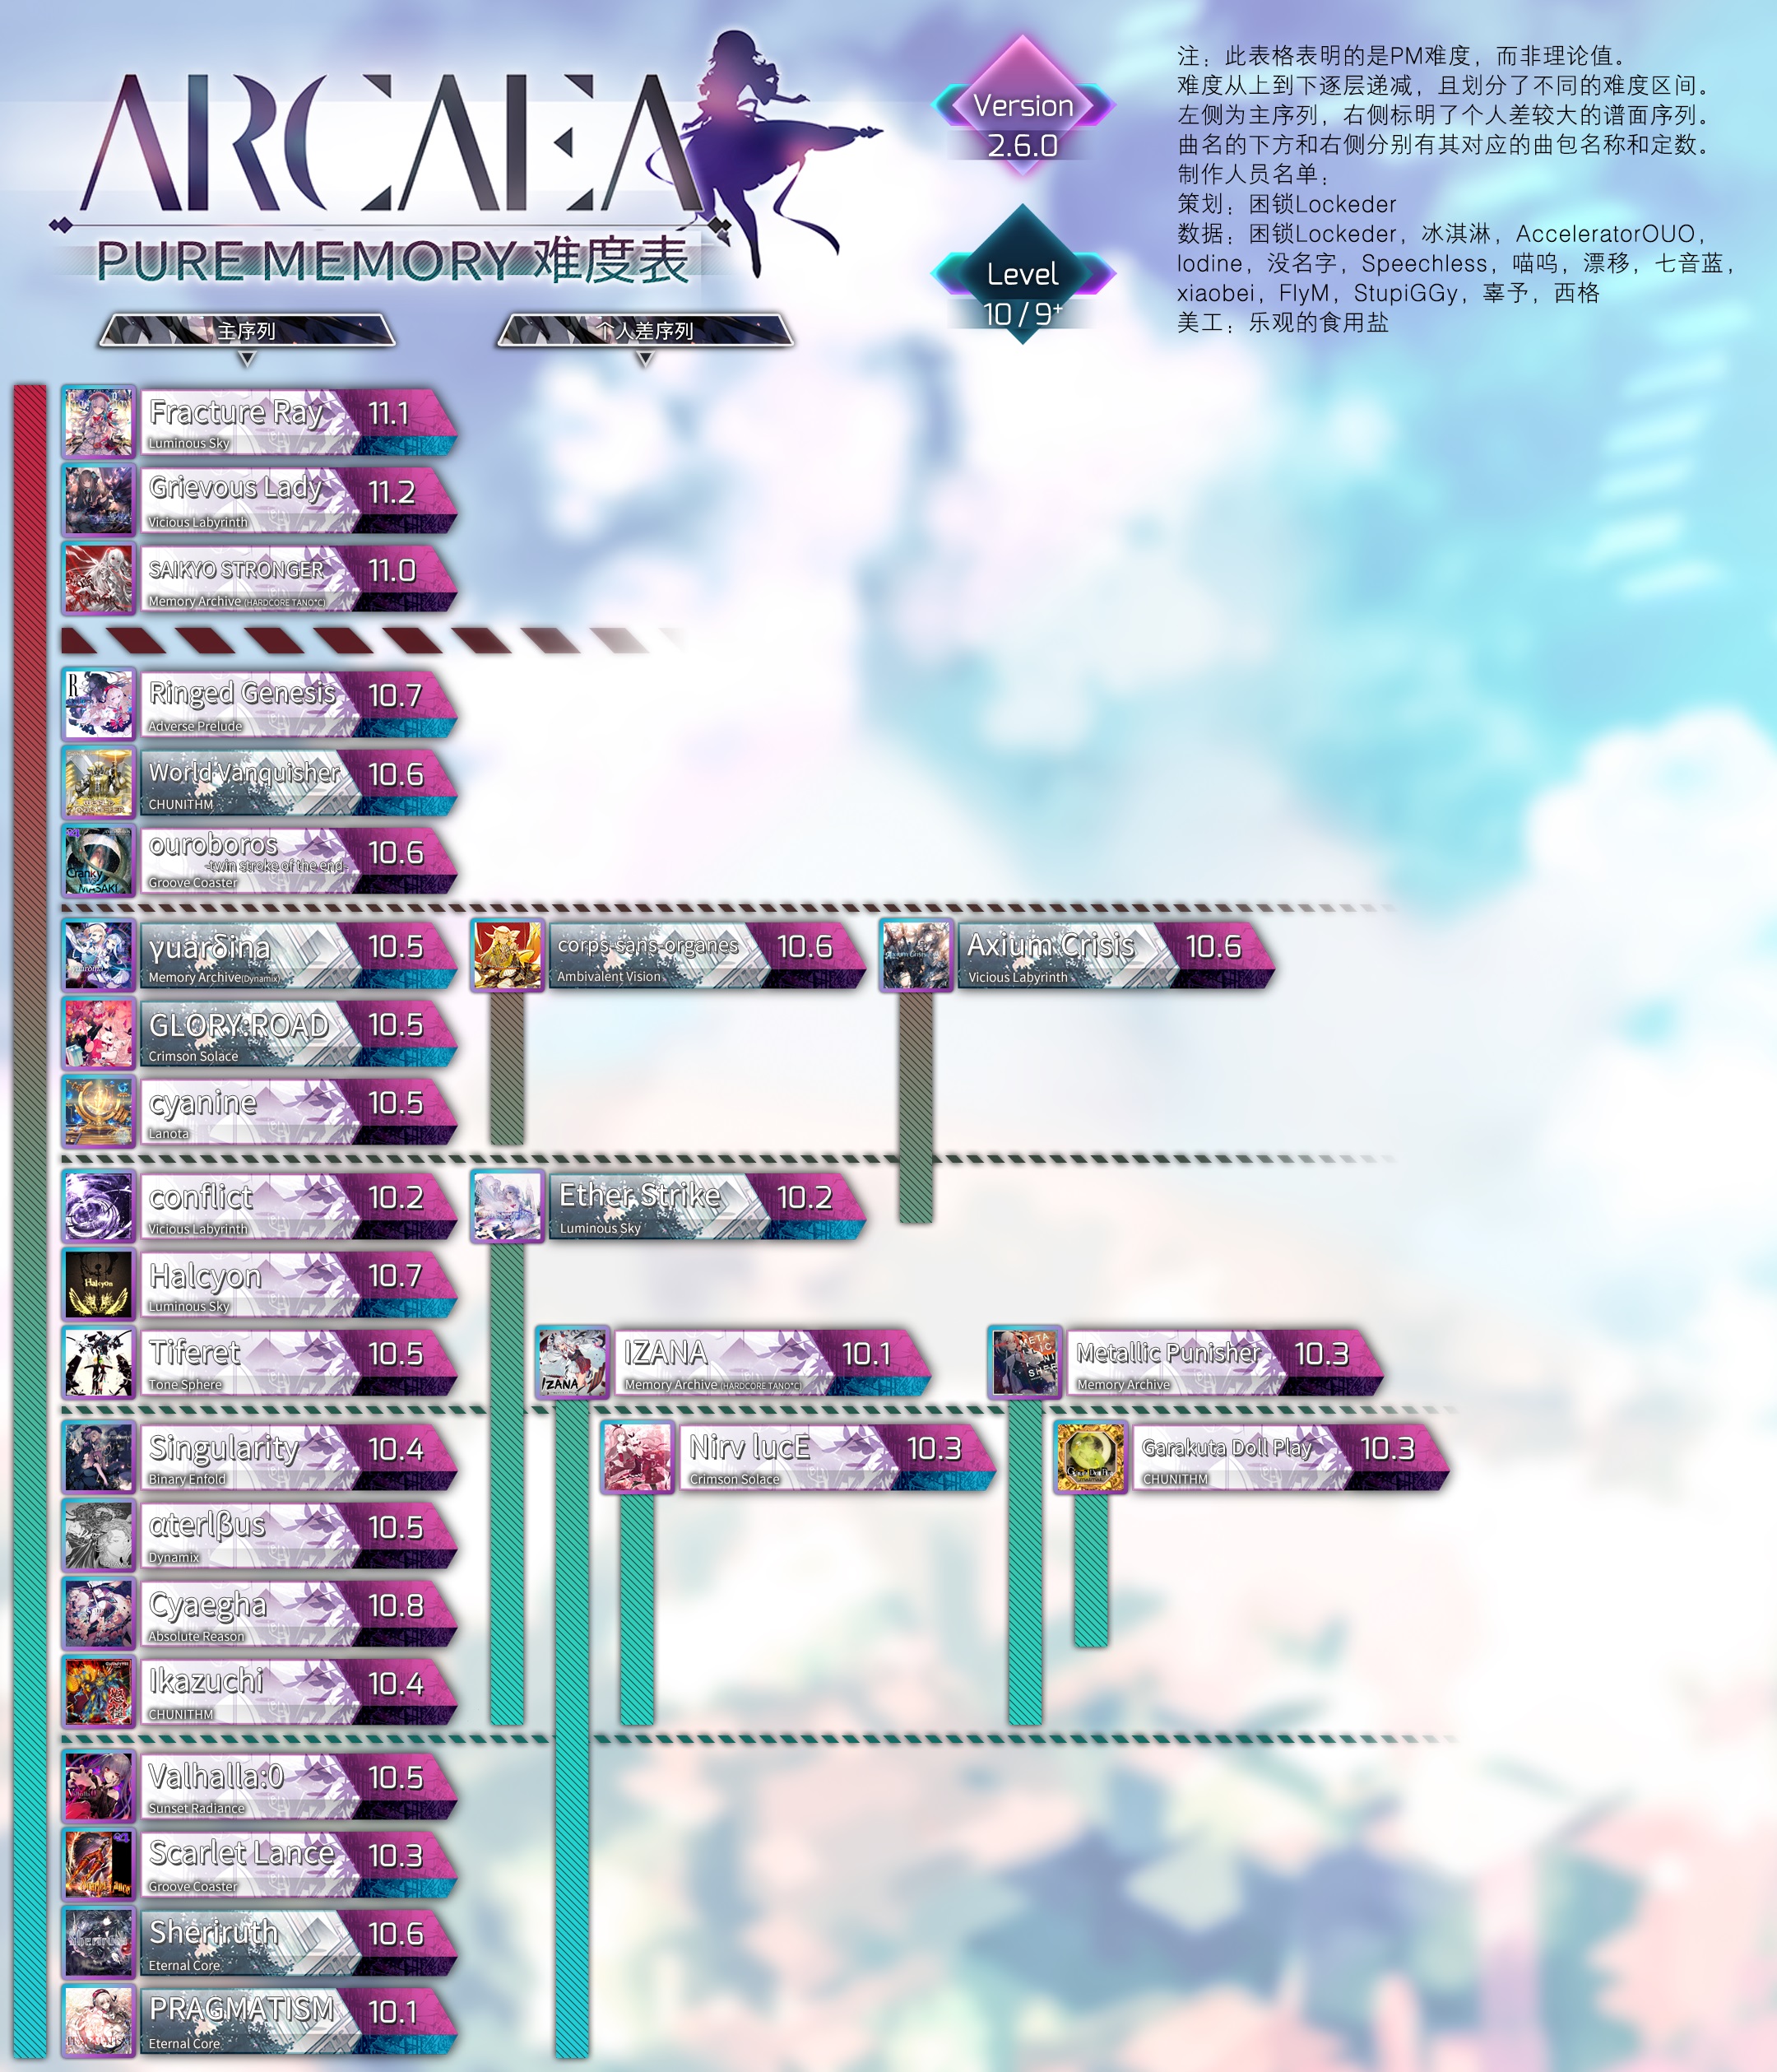 ARCAEA
PURE MEMORY 难度表
Version
2.6.0
Level
10/9+
注：此表格表明的是PM难度，而非理论值。
难度从上到下逐层递减，且划分了不同的难度区间。
左侧为主序列，右侧标明了个人差较大的谱面序列。
曲名的下方和右侧分别有其对应的曲包名称和定数。
制作人员名单：
策划：困锁Lockeder
数据：困锁Lockeder，冰淇淋，AcceleratorOUO，
Iodine，没名字，Speechless，喵呜，漂移，七音蓝，
xiaobei，FlyM，StupiGGy，辜予，西格
美工：乐观的食用盐
主序列
个人差序列
Fracture Ray 11.1
Luminous Sky
Grievous Lady 11.2
Vicious Labyrinth
SAIKYO STRONGER 11.0
Memory Archive (HARDCORE TANO*C)
Ringed Genesis 10.7
Adverse Prelude
World Vanquisher 10.6
CHUNITHM
ouroboros 10.6
-twin stroke of the end-
Groove Coaster
γuarδina 10.5
Memory Archive(Dynamix)
corps-sans-organes 10.6
Ambivalent Vision
Axium Crisis 10.6
Vicious Labyrinth
GLORY:ROAD 10.5
Crimson Solace
cyanine 10.5
Lanota
conflict 10.2
Vicious Labyrinth
Ether Strike 10.2
Luminous Sky
Halcyon
Halcyon 10.7
Luminous Sky
Tiferet 10.5
Tone Sphere
IZANA
IZANA 10.1
Memory Archive (HARDCORE TANO*C)
Metallic Punisher 10.3
Memory Archive
Singularity 10.4
Binary Enfold
Nirv lucE 10.3
Crimson Solace
Garakuta Doll Play 10.3
CHUNITHM
αterlβus 10.5
Dynamix
Cyaegha 10.8
Absolute Reason
Ikazuchi 10.4
CHUNITHM
Valhalla:0 10.5
Sunset Radiance
Scarlet Lance 10.3
Groove Coaster
Sheriruth 10.6
Eternal Core
PRAGMATISM 10.1
Eternal Core